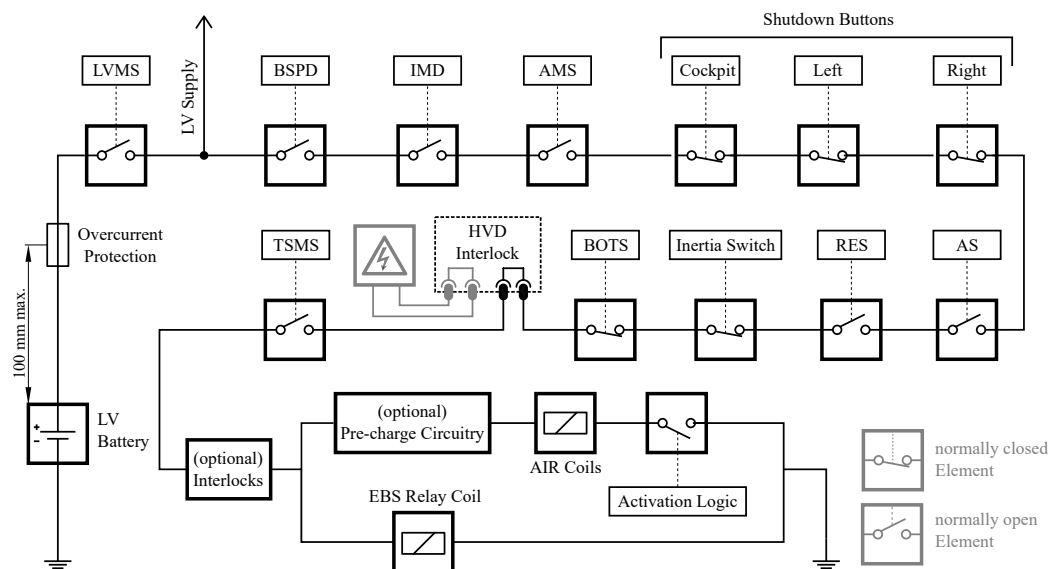 Shutdown Buttons
LVMS
BSPD
IMD
AMS
Cockpit
Left
Right
LV Supply
Overcurrent
Protection
100 mm max.
TSMS
HVD
Interlock
BOTS
Inertia Switch
RES
AS
LV
Battery
+
-
(optional)
Interlocks
(optional)
Pre-charge Circuitry
AIR Coils
Activation Logic
EBS Relay Coil
normally closed
Element
normally open
Element